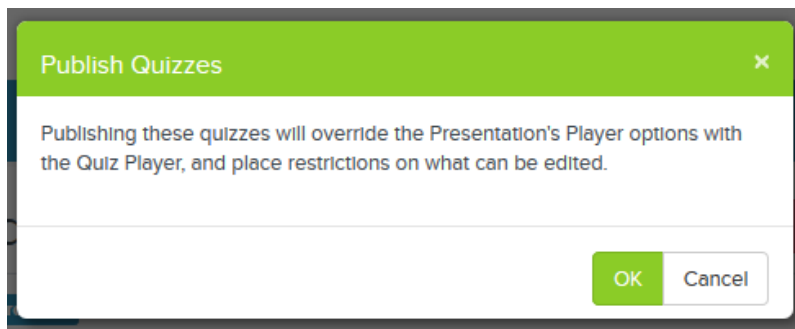 Publish Quizzes
×
Publishing these quizzes will override the Presentation's Player options with
the Quiz Player, and place restrictions on what can be edited.
OK
Cancel